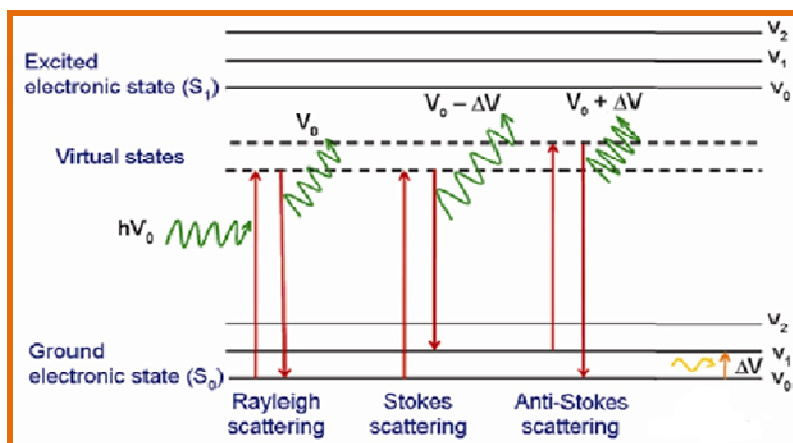 V₂
Excited
electronic state (S₁)
V₁
V₀
V₀
V₀ – ΔV
V₀ + ΔV
Virtual states
hV₀
V₂
Ground
electronic state (S₀)
V₁
ΔV
V₀
Rayleigh
scattering
Stokes
scattering
Anti-Stokes
scattering